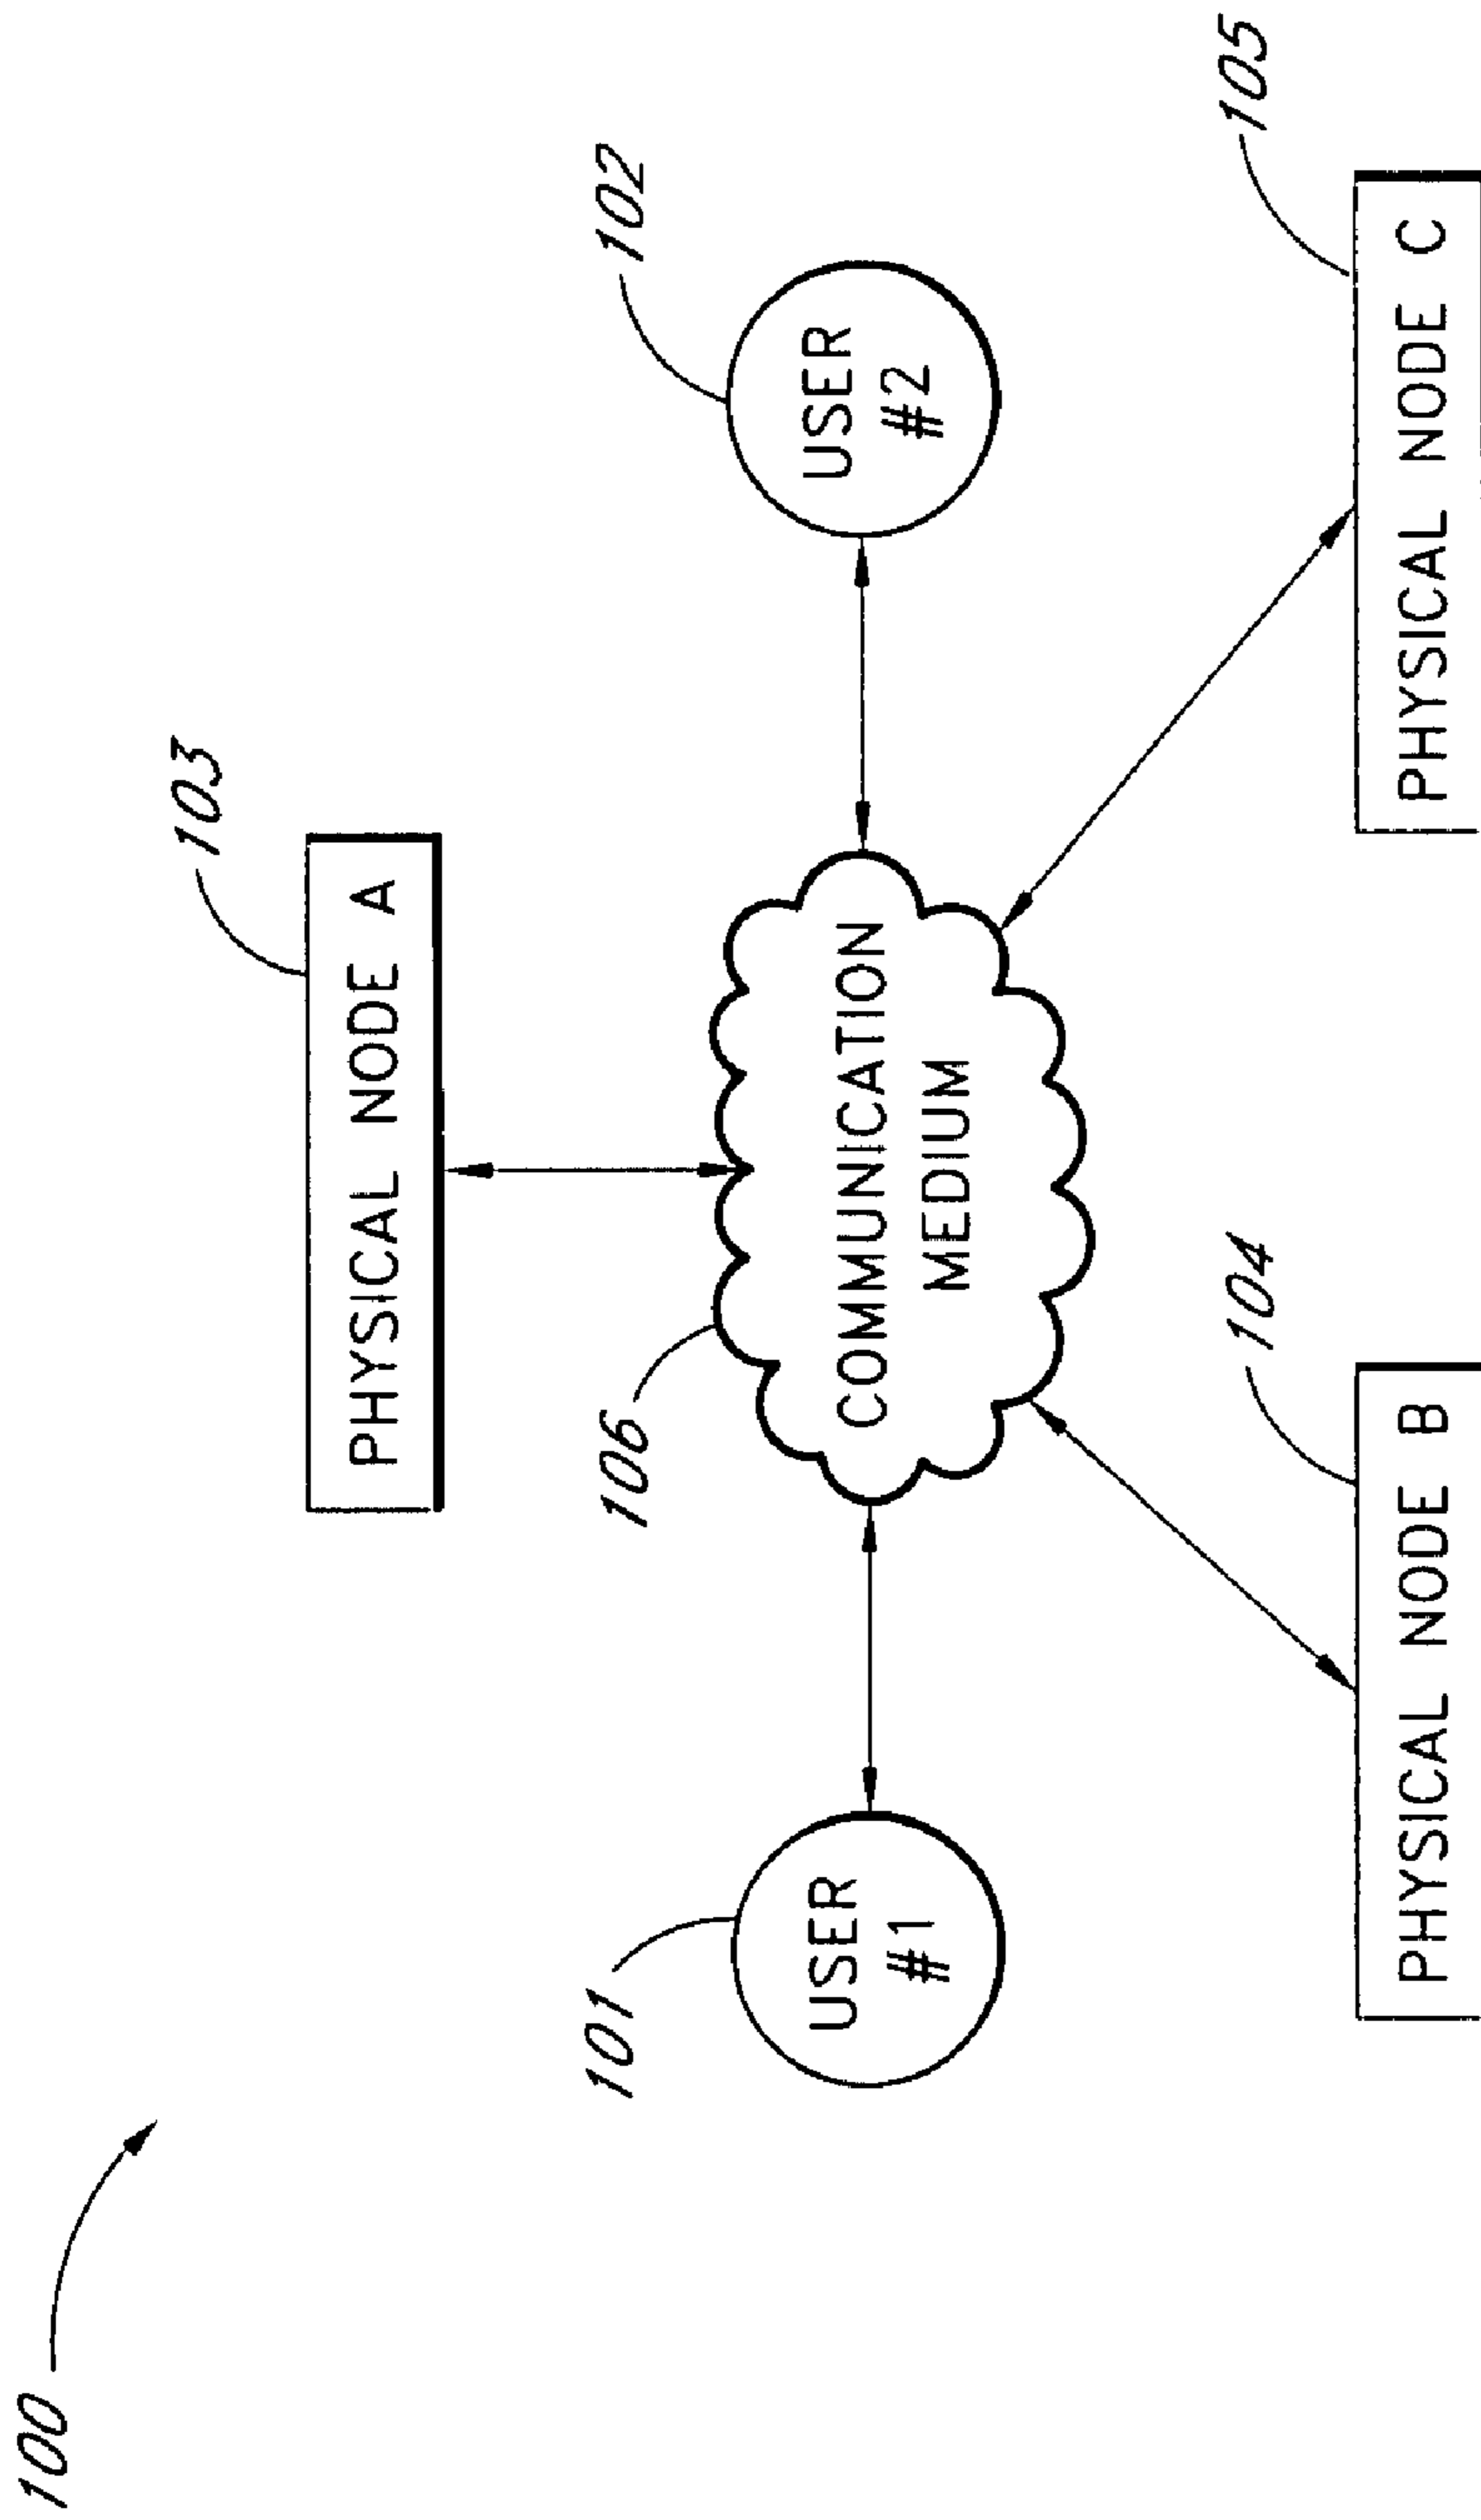 100
103
PHYSICAL NODE A
101
106
102
USER
#1
COMMUNICATION
MEDIUM
USER
#2
104
105
PHYSICAL NODE B
PHYSICAL NODE C